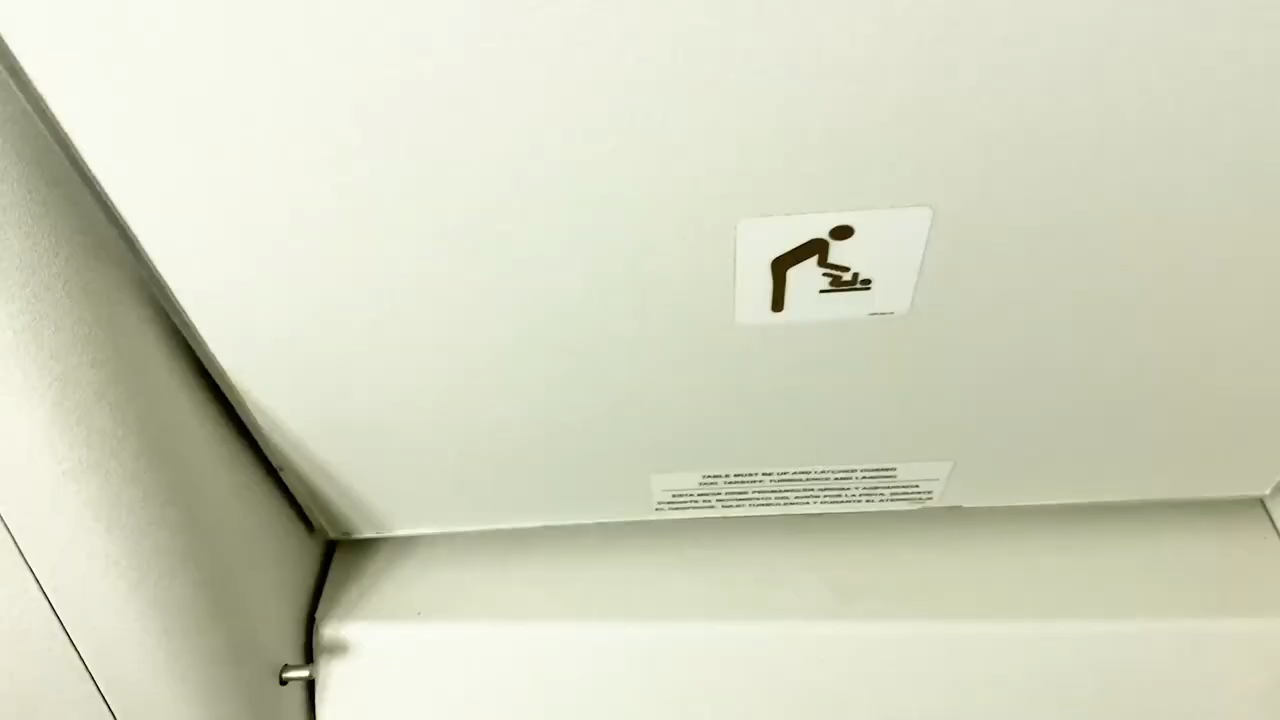 TABLE MUST BE UP AND LATCHED DURING
TAXI, TAKEOFF, TURBULENCE AND LANDING
ESTA MESA DEBE PERMANECER ARRIBA Y ASEGURADA
DURANTE EL MOVIMIENTO DEL AVIÓN POR LA PISTA, DURANTE
EL DESPEGUE, BAJO TURBULENCIA Y DURANTE EL ATERRIZAJE